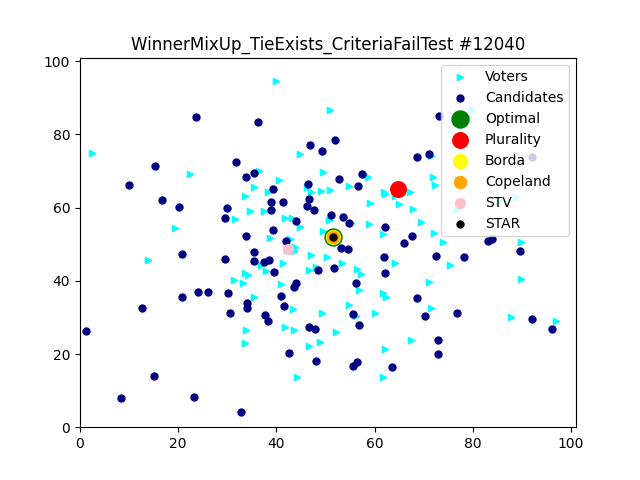 WinnerMixUp_TieExists_CriteriaFailTest #12040
100
80
60
40
20
0
0 20 40 60 80 100
Voters
Candidates
Optimal
Plurality
Borda
Copeland
STV
STAR